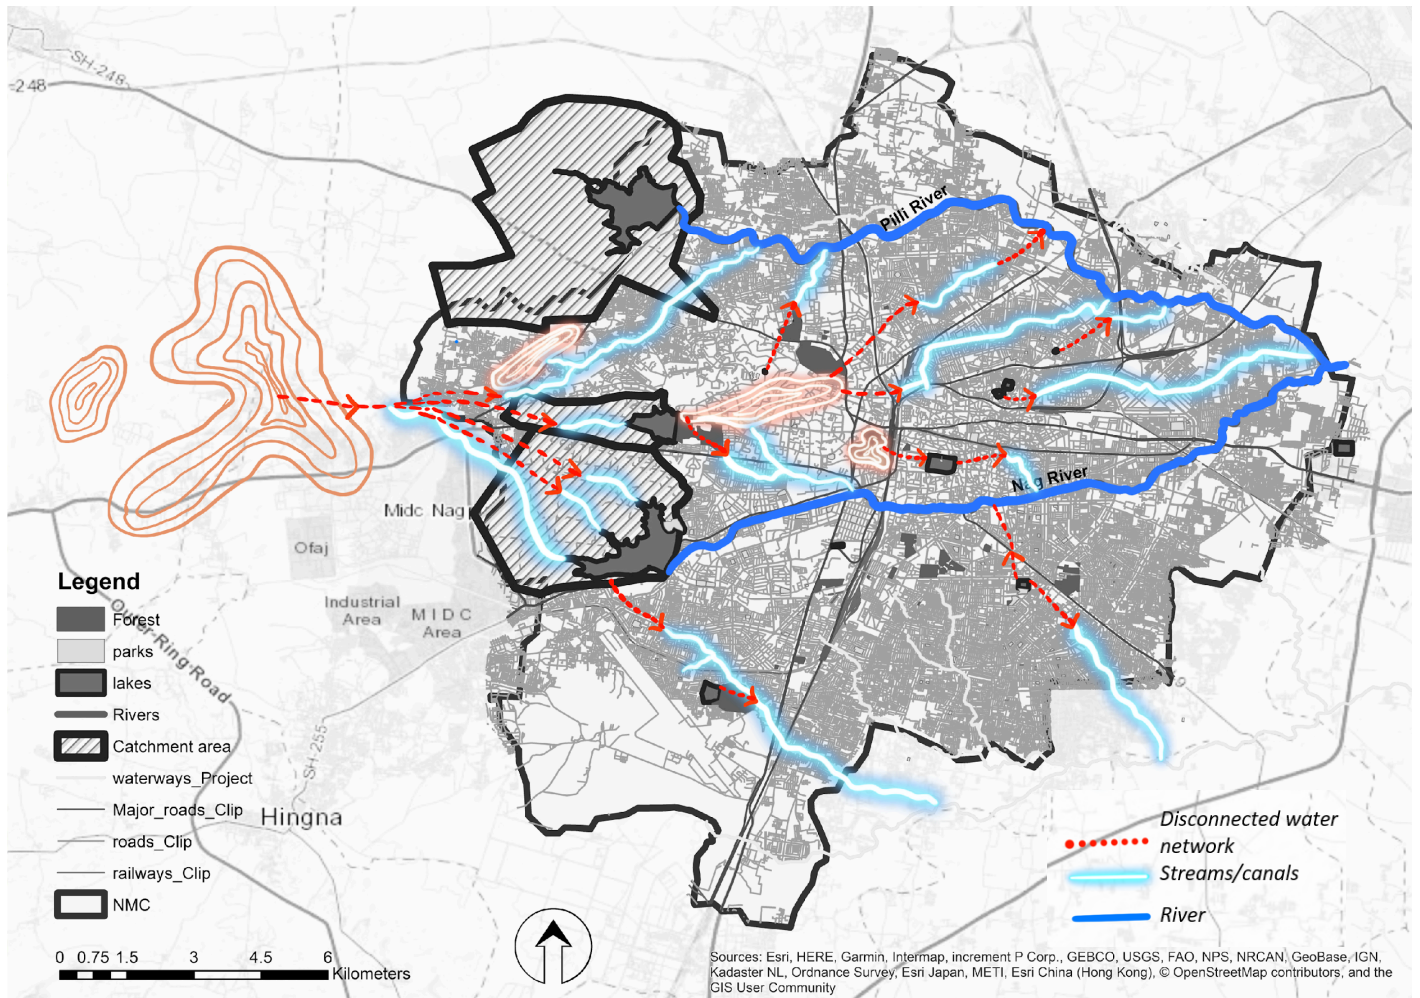 SH-248
248
Pilli River
Nag River
Midc Nag
Ofaj
Industrial
Area
M I D C
Area
Outer Ring Road
SH-255
Hingna
Legend
Forest
parks
lakes
Rivers
Catchment area
waterways_Project
Major_roads_Clip
roads_Clip
railways_Clip
NMC
0 0.75 1.5 3 4.5 6
Kilometers
Disconnected water
network
Streams/canals
River
Sources: Esri, HERE, Garmin, Intermap, increment P Corp., GEBCO, USGS, FAO, NPS, NRCAN, GeoBase, IGN,
Kadaster NL, Ordnance Survey, Esri Japan, METI, Esri China (Hong Kong), © OpenStreetMap contributors, and the
GIS User Community